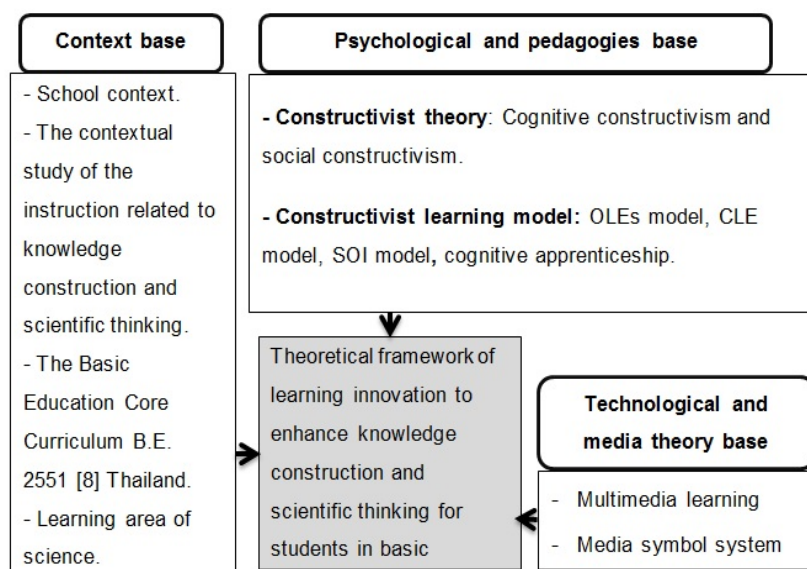 Context base
- School context.
- The contextual
study of the
instruction related to
knowledge
construction and
scientific thinking.
- The Basic
Education Core
Curriculum B.E.
2551 [8] Thailand.
- Learning area of
science.
Psychological and pedagogies base
- Constructivist theory: Cognitive constructivism and
social constructivism.
- Constructivist learning model: OLEs model, CLE
model, SOI model, cognitive apprenticeship.
Theoretical framework of
learning innovation to
enhance knowledge
construction and
scientific thinking for
students in basic
Technological and
media theory base
- Multimedia learning
- Media symbol system